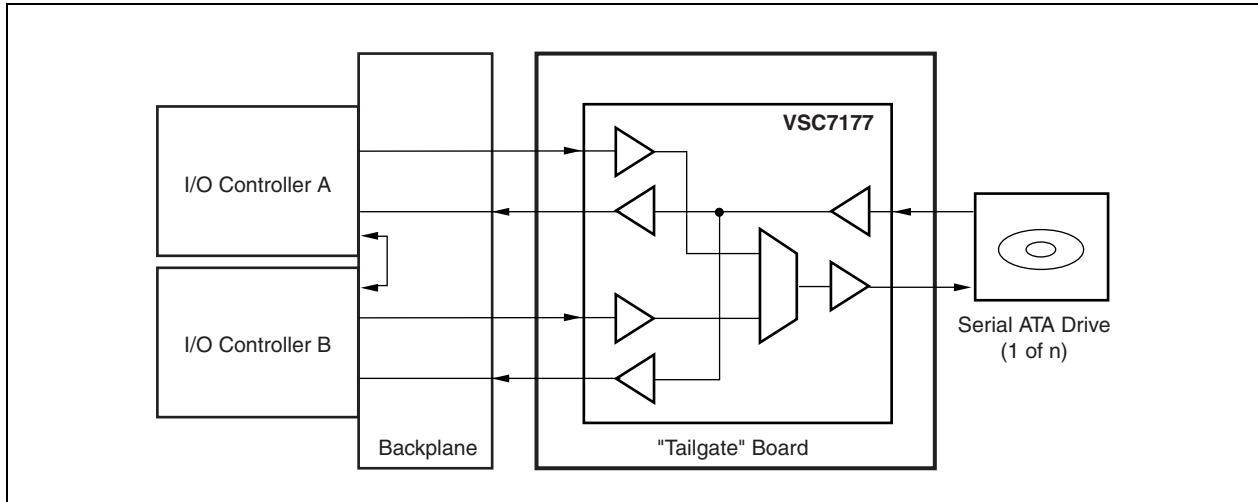 VSC7177
I/O Controller A
I/O Controller B
Backplane
"Tailgate" Board
Serial ATA Drive
(1 of n)